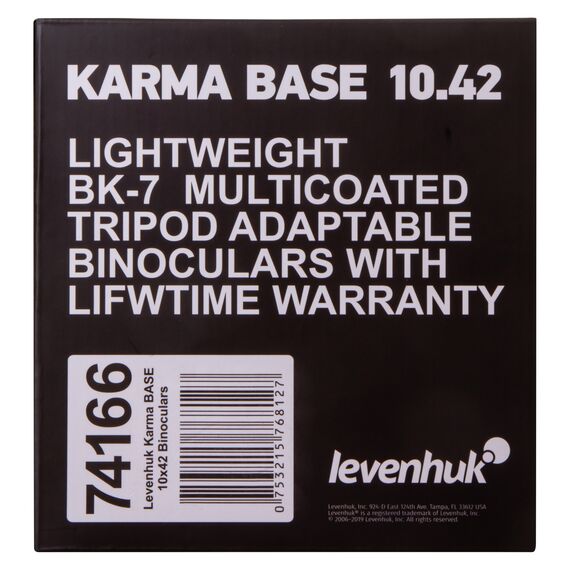 KARMA BASE 10.42
LIGHTWEIGHT
BK-7 MULTICOATED
TRIPOD ADAPTABLE
BINOCULARS WITH
LIFWTIME WARRANTY
74166
Levenhuk Karma BASE
10x42 Binoculars
0 753215 768127
levenhuk
Levenhuk, Inc. 924-D East 124th Ave. Tampa, FL 33612 USA
Levenhuk® is a registered trademark of Levenhuk, Inc.
© 2006–2019 Levenhuk, Inc. All rights reserved.